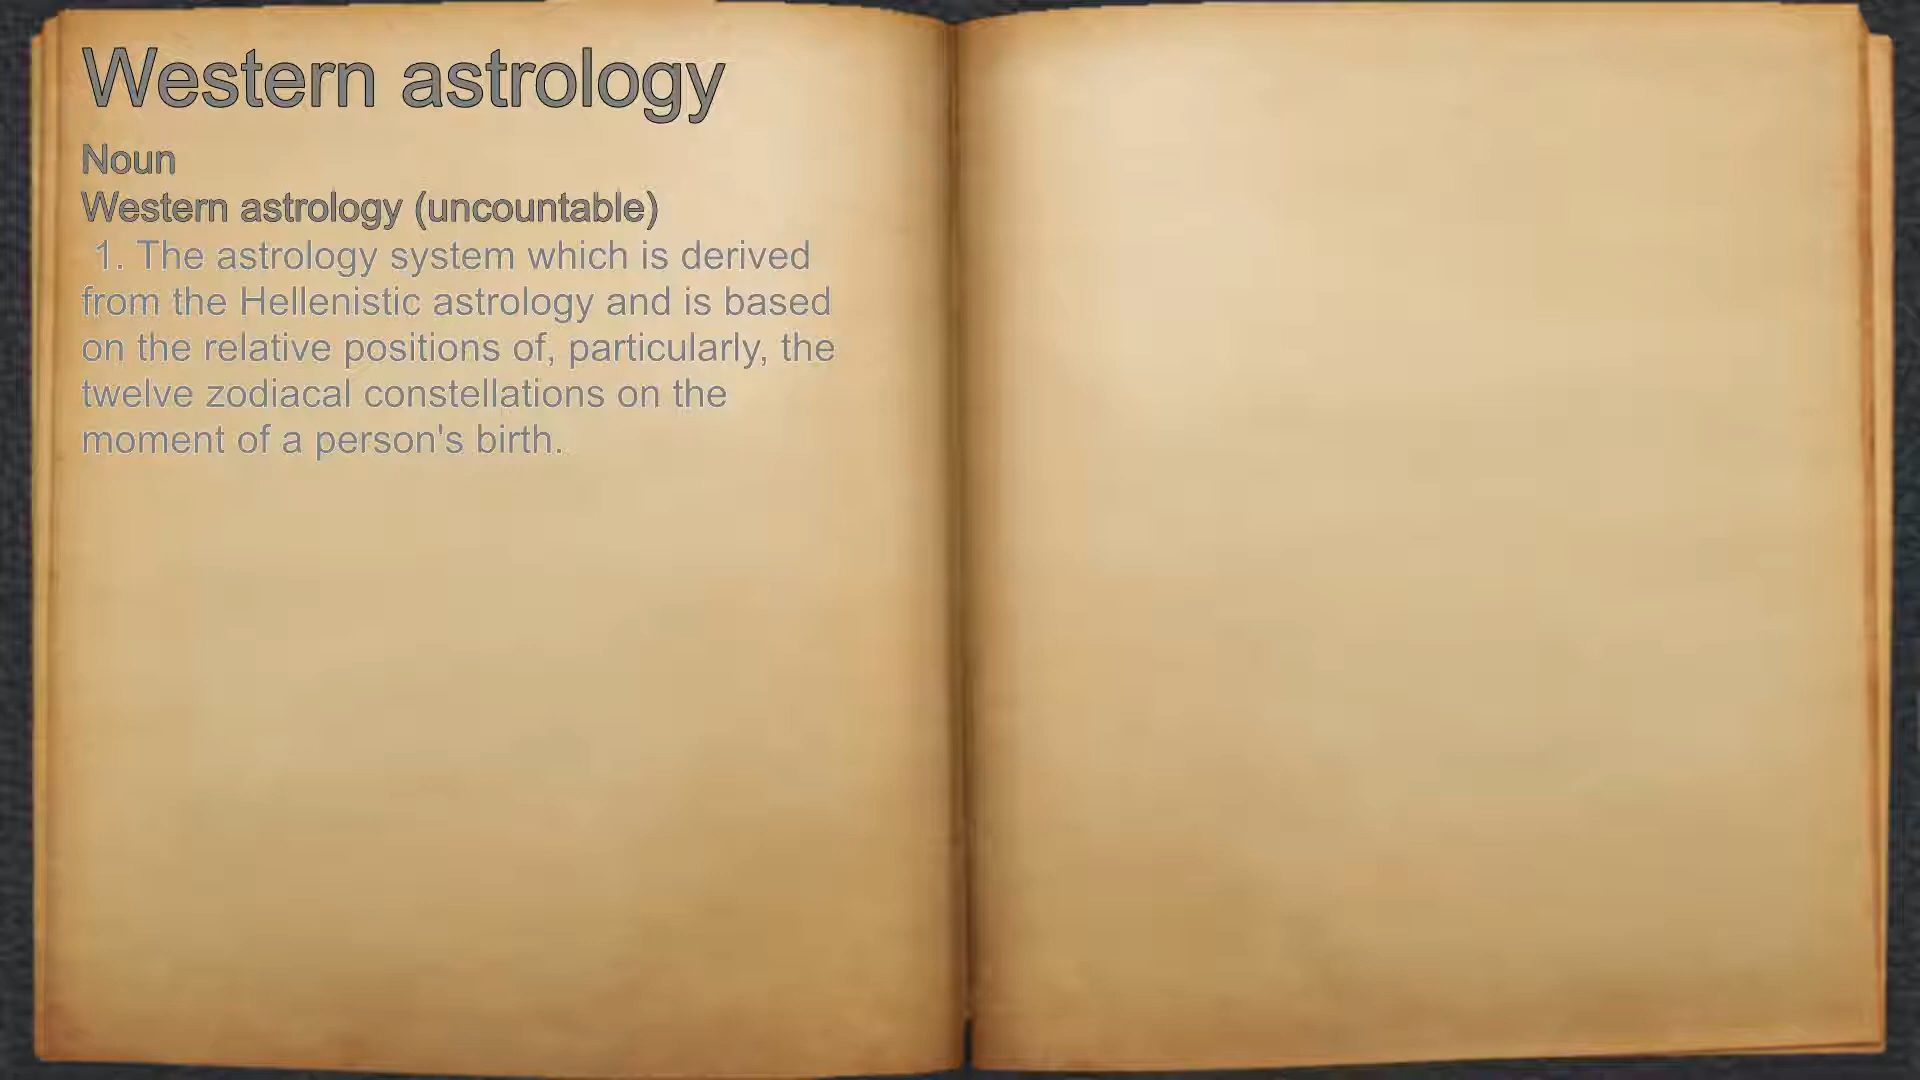 Western astrology
Noun
Western astrology (uncountable)
1. The astrology system which is derived
from the Hellenistic astrology and is based
on the relative positions of, particularly, the
twelve zodiacal constellations on the
moment of a person's birth.